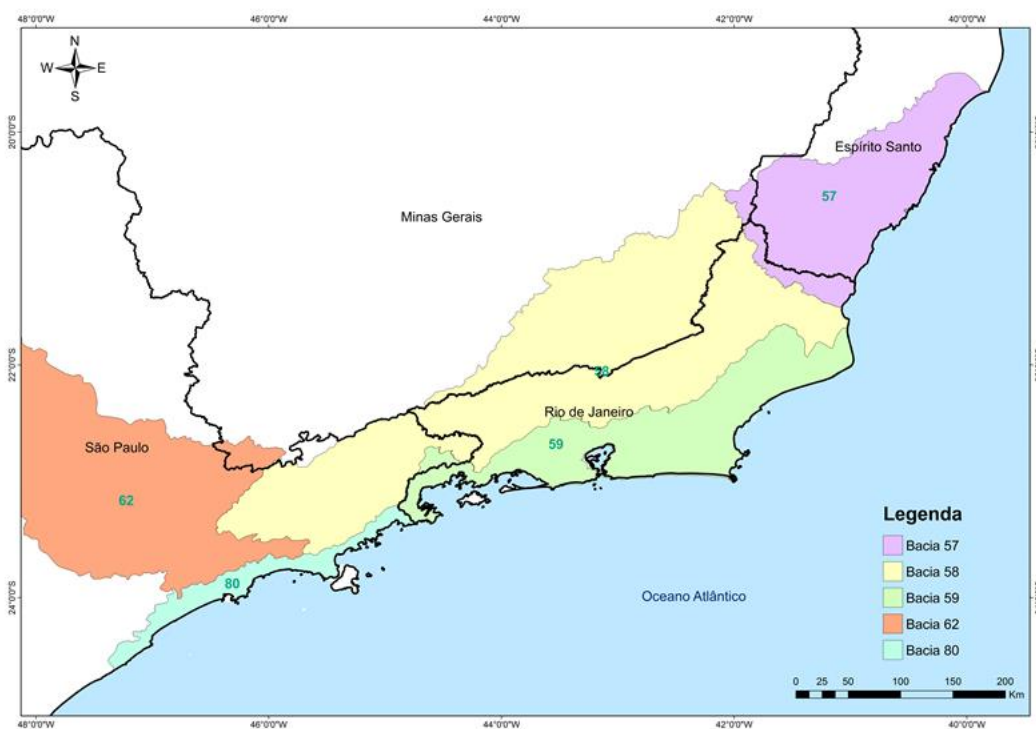 48°0'0"W 46°0'0"W 44°0'0"W 42°0'0"W 40°0'0"W
N
W E
S
20°0'0"S
Espírito Santo
57
Minas Gerais
22°0'0"S
58
Rio de Janeiro
São Paulo
59
62
80
24°0'0"S
Oceano Atlântico
Legenda
Bacia 57
Bacia 58
Bacia 59
Bacia 62
Bacia 80
0 25 50 100 150 200
Km
48°0'0"W 46°0'0"W 44°0'0"W 42°0'0"W 40°0'0"W